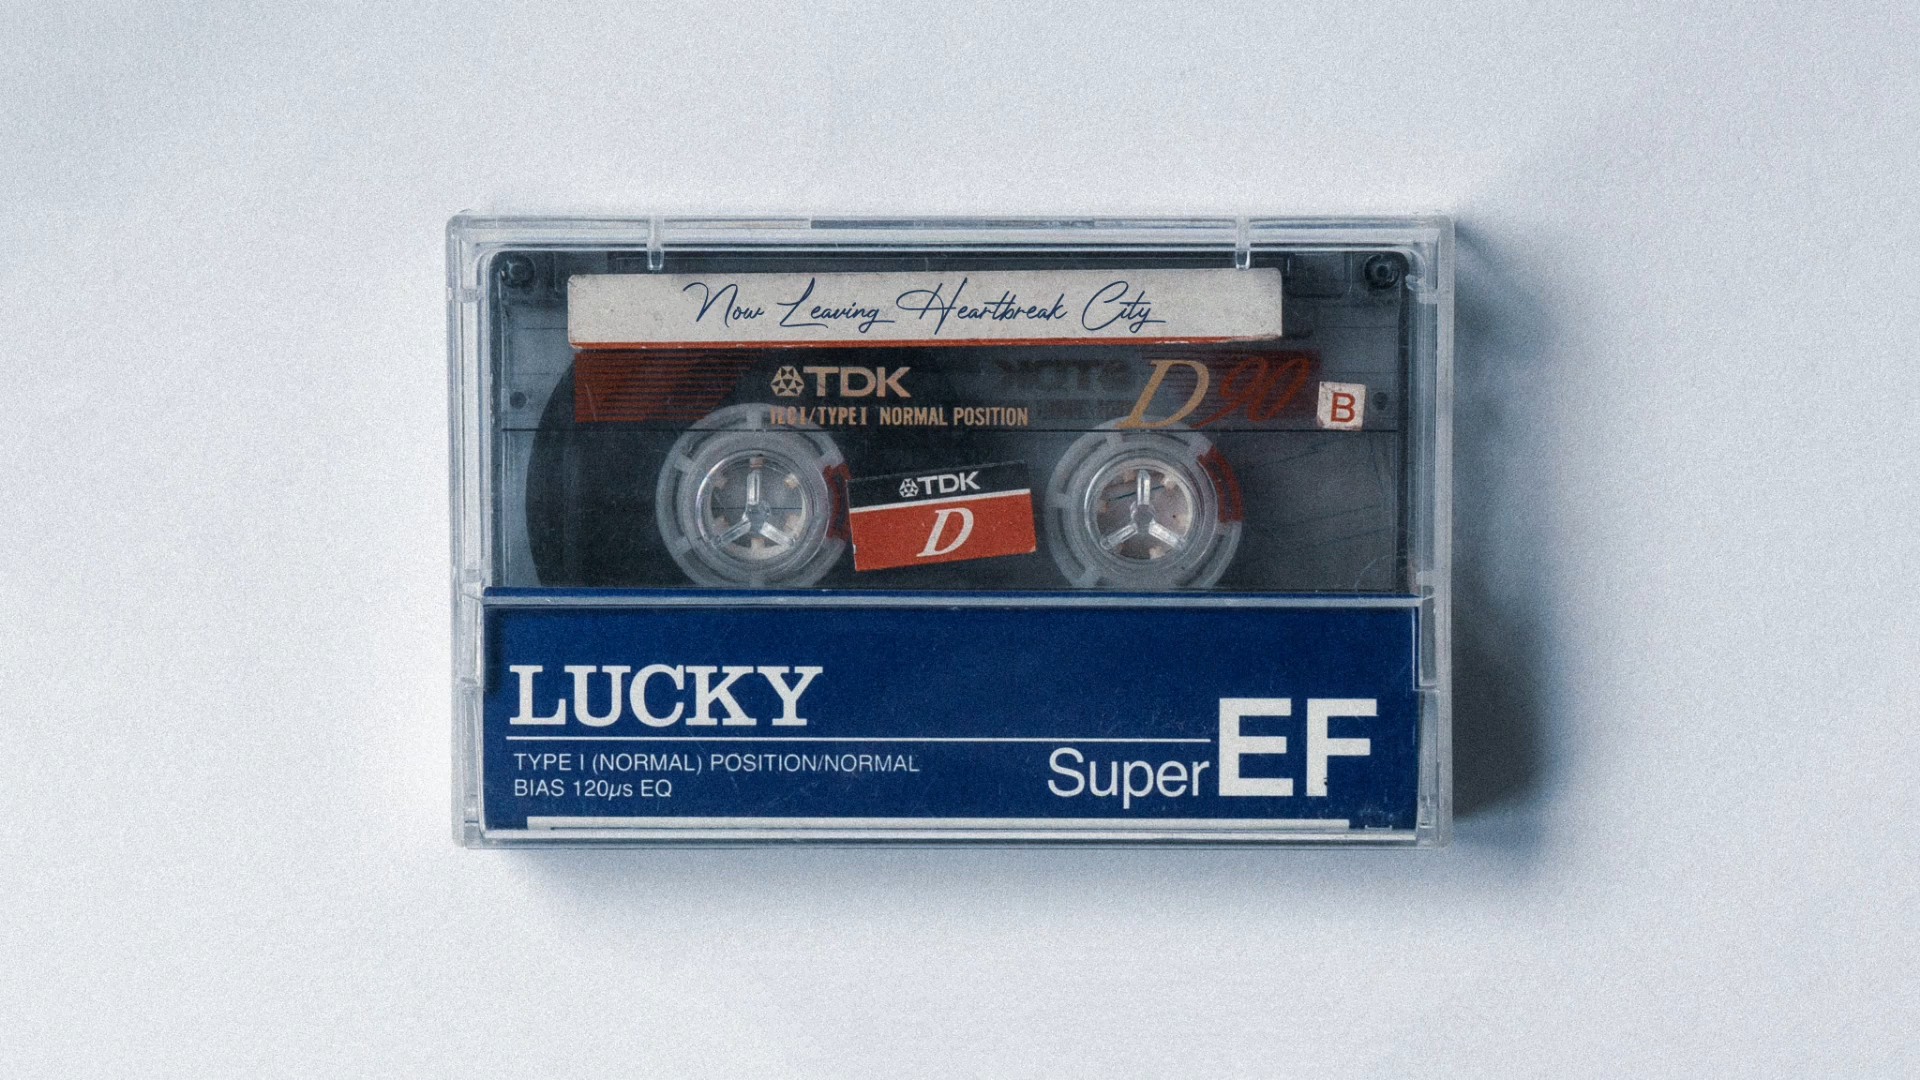 Now Leaving Heartbreak City
TDK D90
IECI/TYPE I NORMAL POSITION
B
TDK
D
LUCKY
TYPE I (NORMAL) POSITION/NORMAL
BIAS 120µs EQ
Super EF